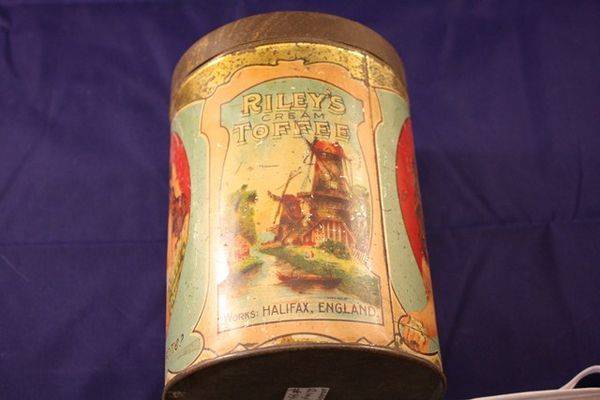 RILEY'S
CREAM
TOFFEE
WORKS: HALIFAX, ENGLAND.